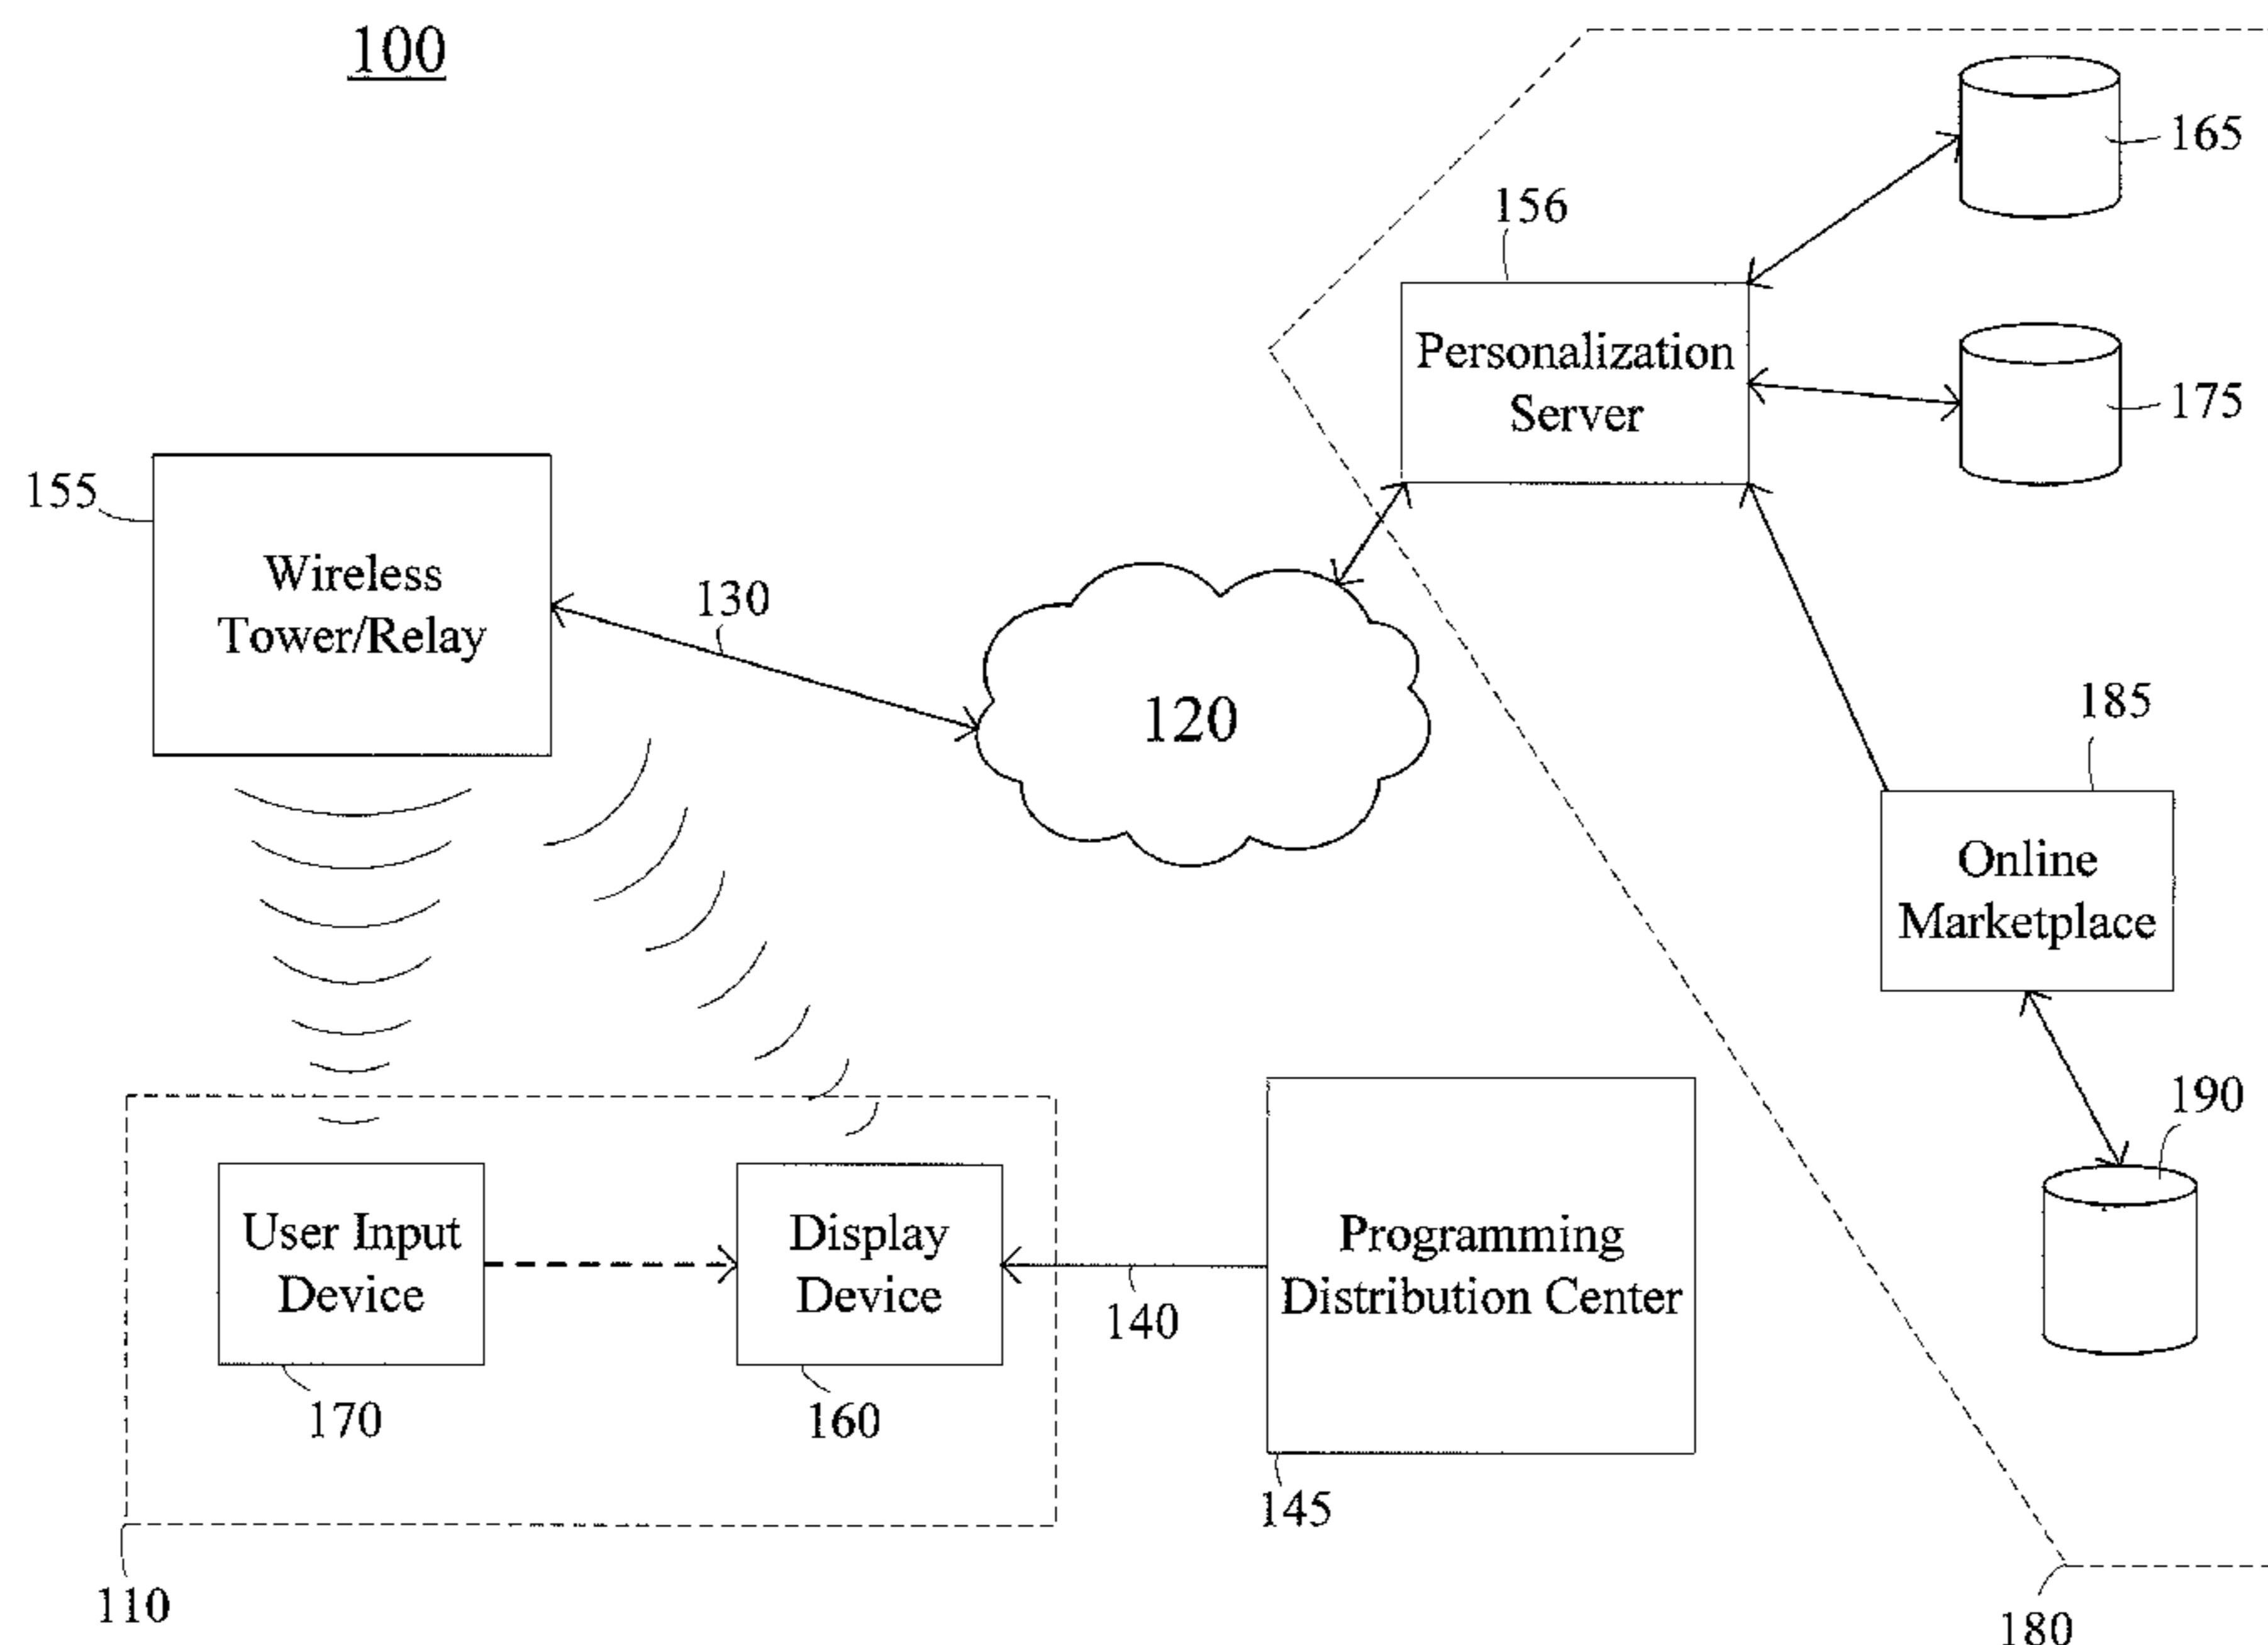 100
165
156
Personalization
Server
175
155
Wireless
Tower/Relay
130
120
185
Online
Marketplace
190
User Input
Device
Display
Device
Programming
Distribution Center
140
170
160
145
110
180